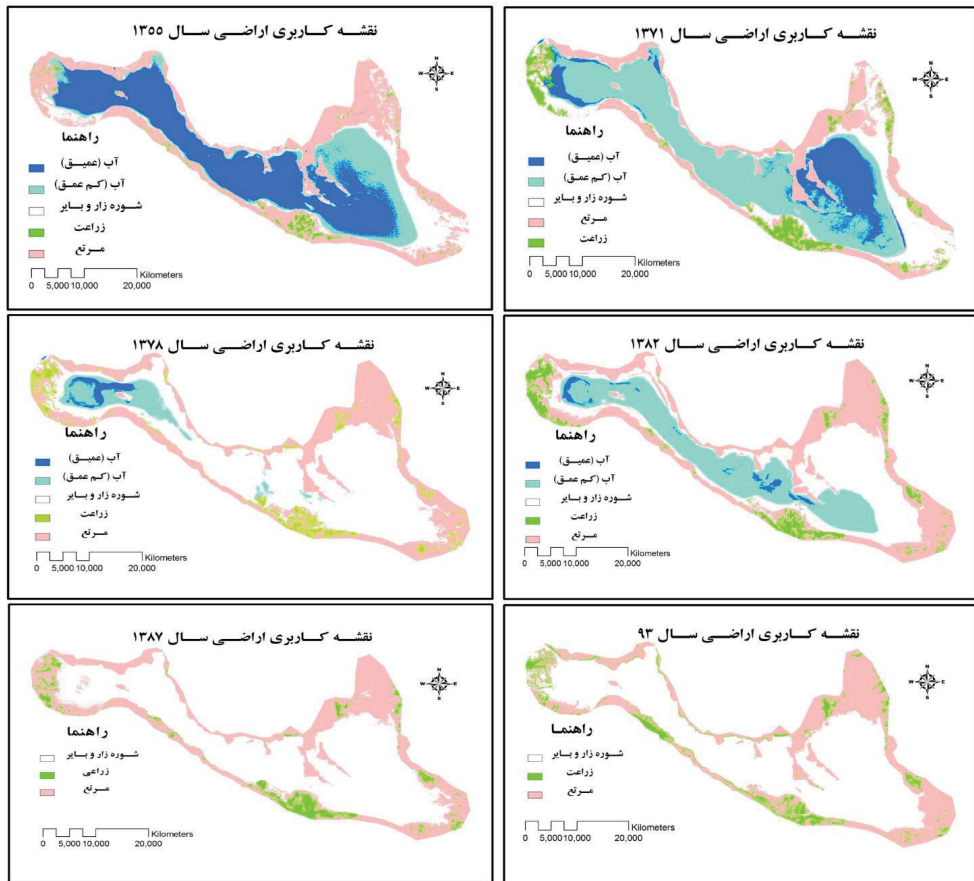 نقشه کاربری اراضی سال ۱۳۵۵
N
W E
S
راهنما
آب (عمیق)
آب (کم عمق)
شوره زار و بایر
زراعت
مرتع
Kilometers
0 5,000 10,000 20,000
نقشه کاربری اراضی سال ۱۳۷۱
N
W E
S
راهنما
آب (عمیق)
آب (کم عمق)
شوره زار و بایر
مرتع
زراعت
Kilometers
0 5,000 10,000 20,000
نقشه کاربری اراضی سال ۱۳۷۸
N
W E
S
راهنما
آب (عمیق)
آب (کم عمق)
شوره زار و بایر
زراعت
مرتع
Kilometers
0 5,000 10,000 20,000
نقشه کاربری اراضی سال ۱۳۸۲
N
W E
S
راهنما
آب (عمیق)
آب (کم عمق)
شوره زار و بایر
زراعت
مرتع
Kilometers
0 5,000 10,000 20,000
نقشه کاربری اراضی سال ۱۳۸۷
N
W E
S
راهنما
شوره زار و بایر
زراعی
مرتع
Kilometers
0 5,000 10,000 20,000
نقشه کاربری اراضی سال ۹۳
N
W E
S
راهنما
شوره زار و بایر
زراعت
مرتع
Kilometers
0 5,000 10,000 20,000